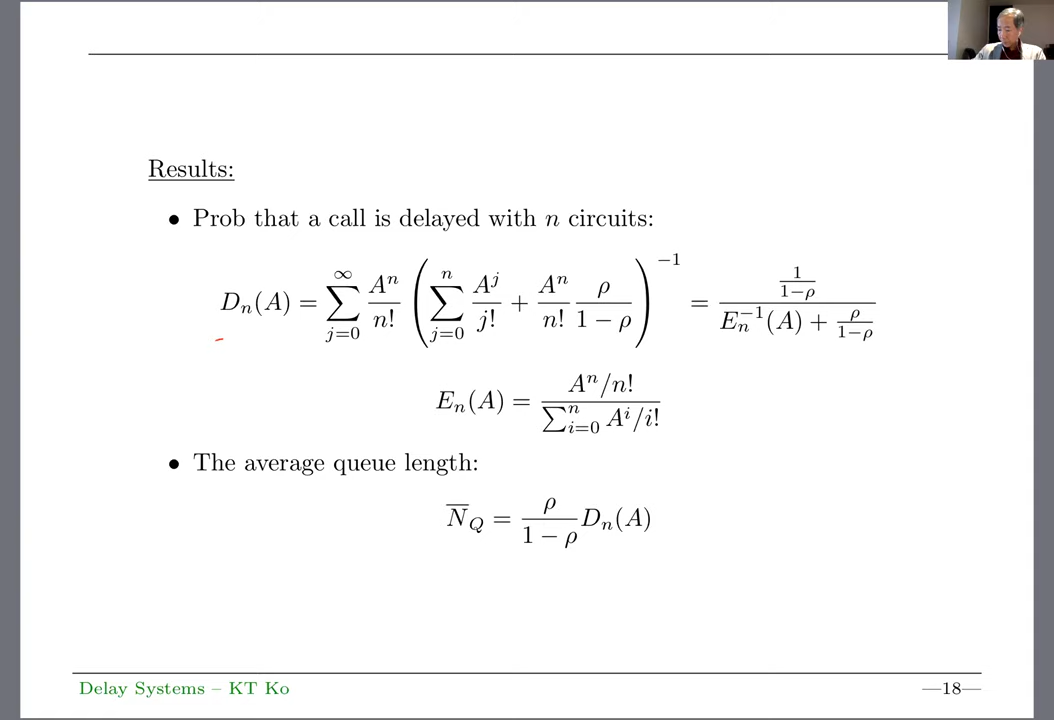 Results:
• Prob that a call is delayed with n circuits:
D_n(A) = \sum_{j=0}^{\infty} \frac{A^n}{n!} \left( \sum_{j=0}^{n} \frac{A^j}{j!} + \frac{A^n}{n!} \frac{\rho}{1-\rho} \right)^{-1} = \frac{\frac{1}{1-\rho}}{E_n^{-1}(A) + \frac{\rho}{1-\rho}}
E_n(A) = \frac{A^n/n!}{\sum_{i=0}^{n} A^i/i!}
• The average queue length:
\overline{N}_Q = \frac{\rho}{1-\rho} D_n(A)
Delay Systems – KT Ko —18—